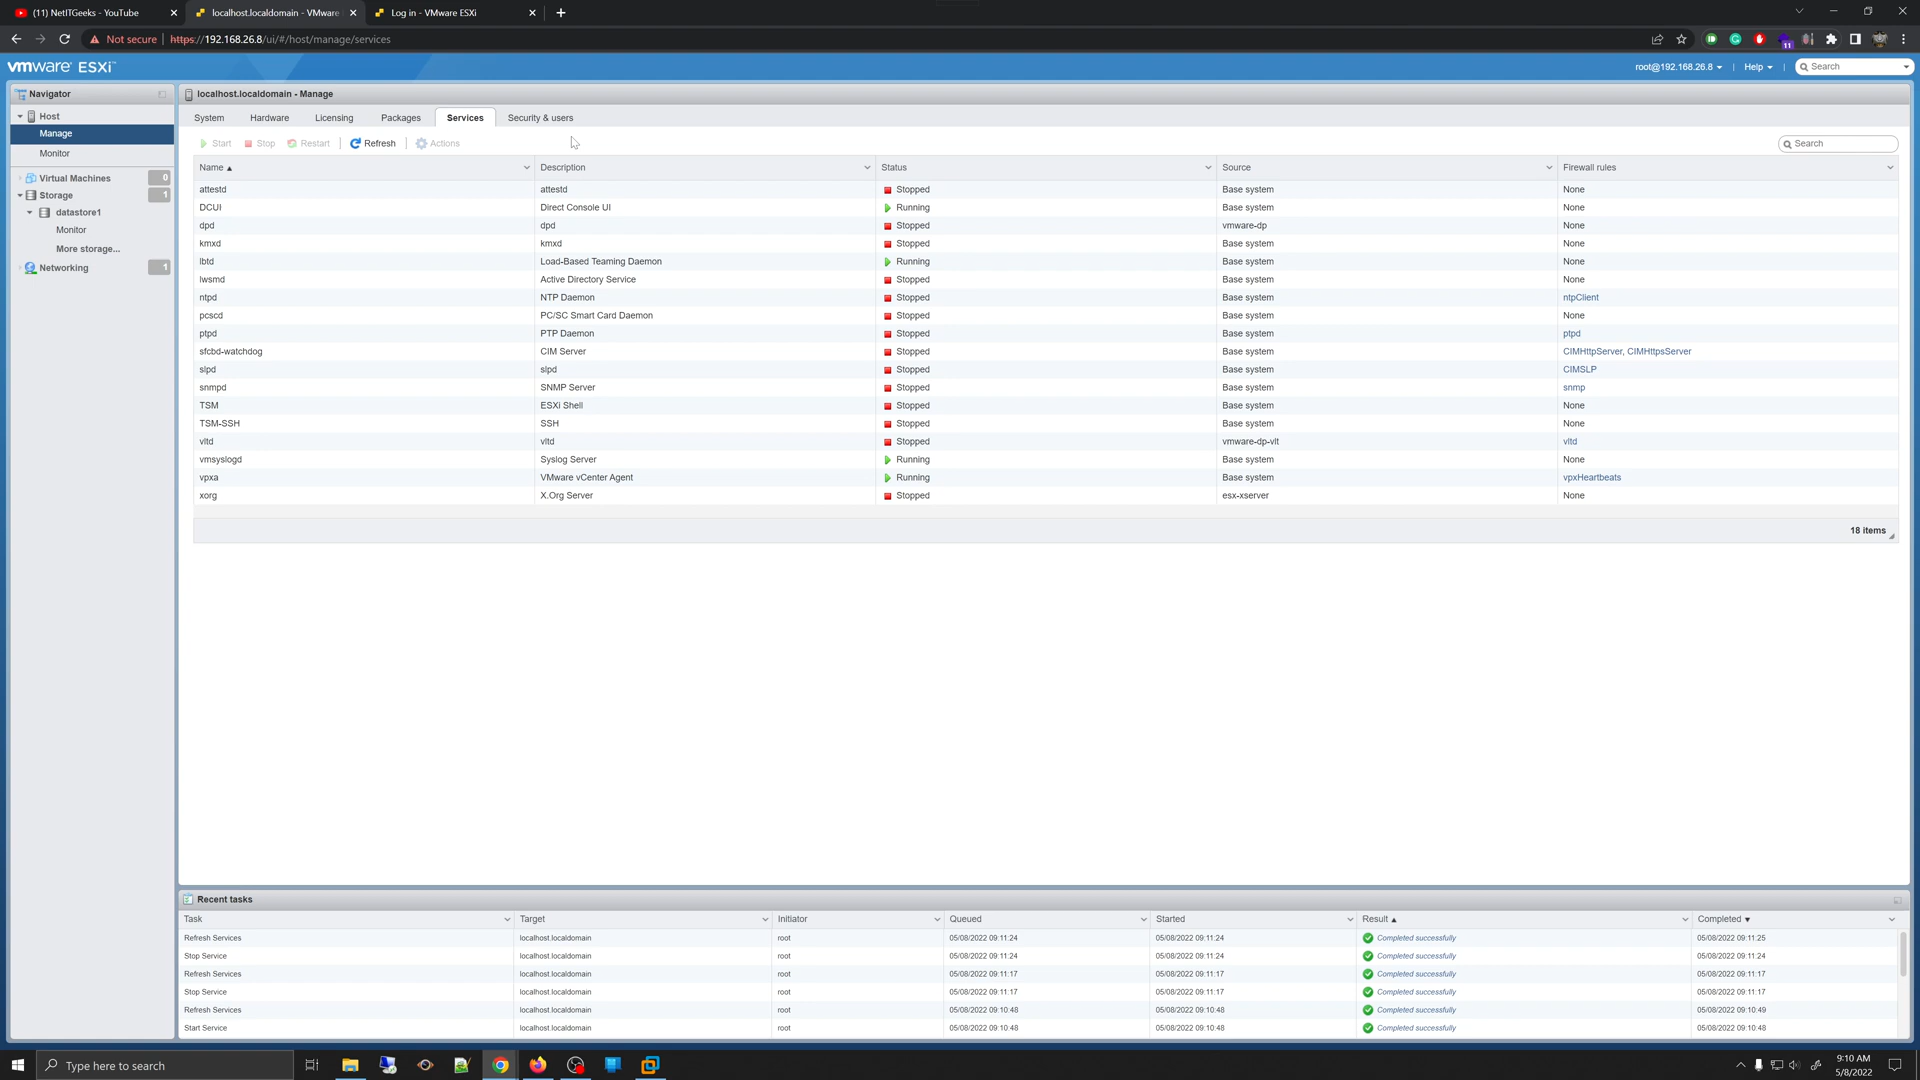 (11) NetITGeeks - YouTube
localhost.localdomain - VMware
Log in - VMware ESXi
Not secure https://192.168.26.8/ui/#/host/manage/services
11
vmware ESXi
root@192.168.26.8 | Help | Search
Navigator
localhost.localdomain - Manage
Host
Manage
Monitor
Virtual Machines 0
Storage 1
datastore1
Monitor
More storage...
Networking 1
System Hardware Licensing Packages Services Security & users
Start Stop Restart Refresh Actions Search
Name Description Status Source Firewall rules
attestd attestd Stopped Base system None
DCUI Direct Console UI Running Base system None
dpd dpd Stopped vmware-dp None
kmxd kmxd Stopped Base system None
lbtd Load-Based Teaming Daemon Running Base system None
lwsmd Active Directory Service Stopped Base system None
ntpd NTP Daemon Stopped Base system ntpClient
pcscd PC/SC Smart Card Daemon Stopped Base system None
ptpd PTP Daemon Stopped Base system ptpd
sfcbd-watchdog CIM Server Stopped Base system CIMHttpServer, CIMHttpsServer
slpd slpd Stopped Base system CIMSLP
snmpd SNMP Server Stopped Base system snmp
TSM ESXi Shell Stopped Base system None
TSM-SSH SSH Stopped Base system None
vltd vltd Stopped vmware-dp-vlt vltd
vmsyslogd Syslog Server Running Base system None
vpxa VMware vCenter Agent Running Base system vpxHeartbeats
xorg X.Org Server Stopped esx-xserver None
18 items
Recent tasks
Task Target Initiator Queued Started Result Completed
Refresh Services localhost.localdomain root 05/08/2022 09:11:24 05/08/2022 09:11:24 Completed successfully 05/08/2022 09:11:25
Stop Service localhost.localdomain root 05/08/2022 09:11:24 05/08/2022 09:11:24 Completed successfully 05/08/2022 09:11:24
Refresh Services localhost.localdomain root 05/08/2022 09:11:17 05/08/2022 09:11:17 Completed successfully 05/08/2022 09:11:17
Stop Service localhost.localdomain root 05/08/2022 09:11:17 05/08/2022 09:11:17 Completed successfully 05/08/2022 09:11:17
Refresh Services localhost.localdomain root 05/08/2022 09:10:48 05/08/2022 09:10:48 Completed successfully 05/08/2022 09:10:49
Start Service localhost.localdomain root 05/08/2022 09:10:48 05/08/2022 09:10:48 Completed successfully 05/08/2022 09:10:48
Type here to search
9:10 AM
5/8/2022